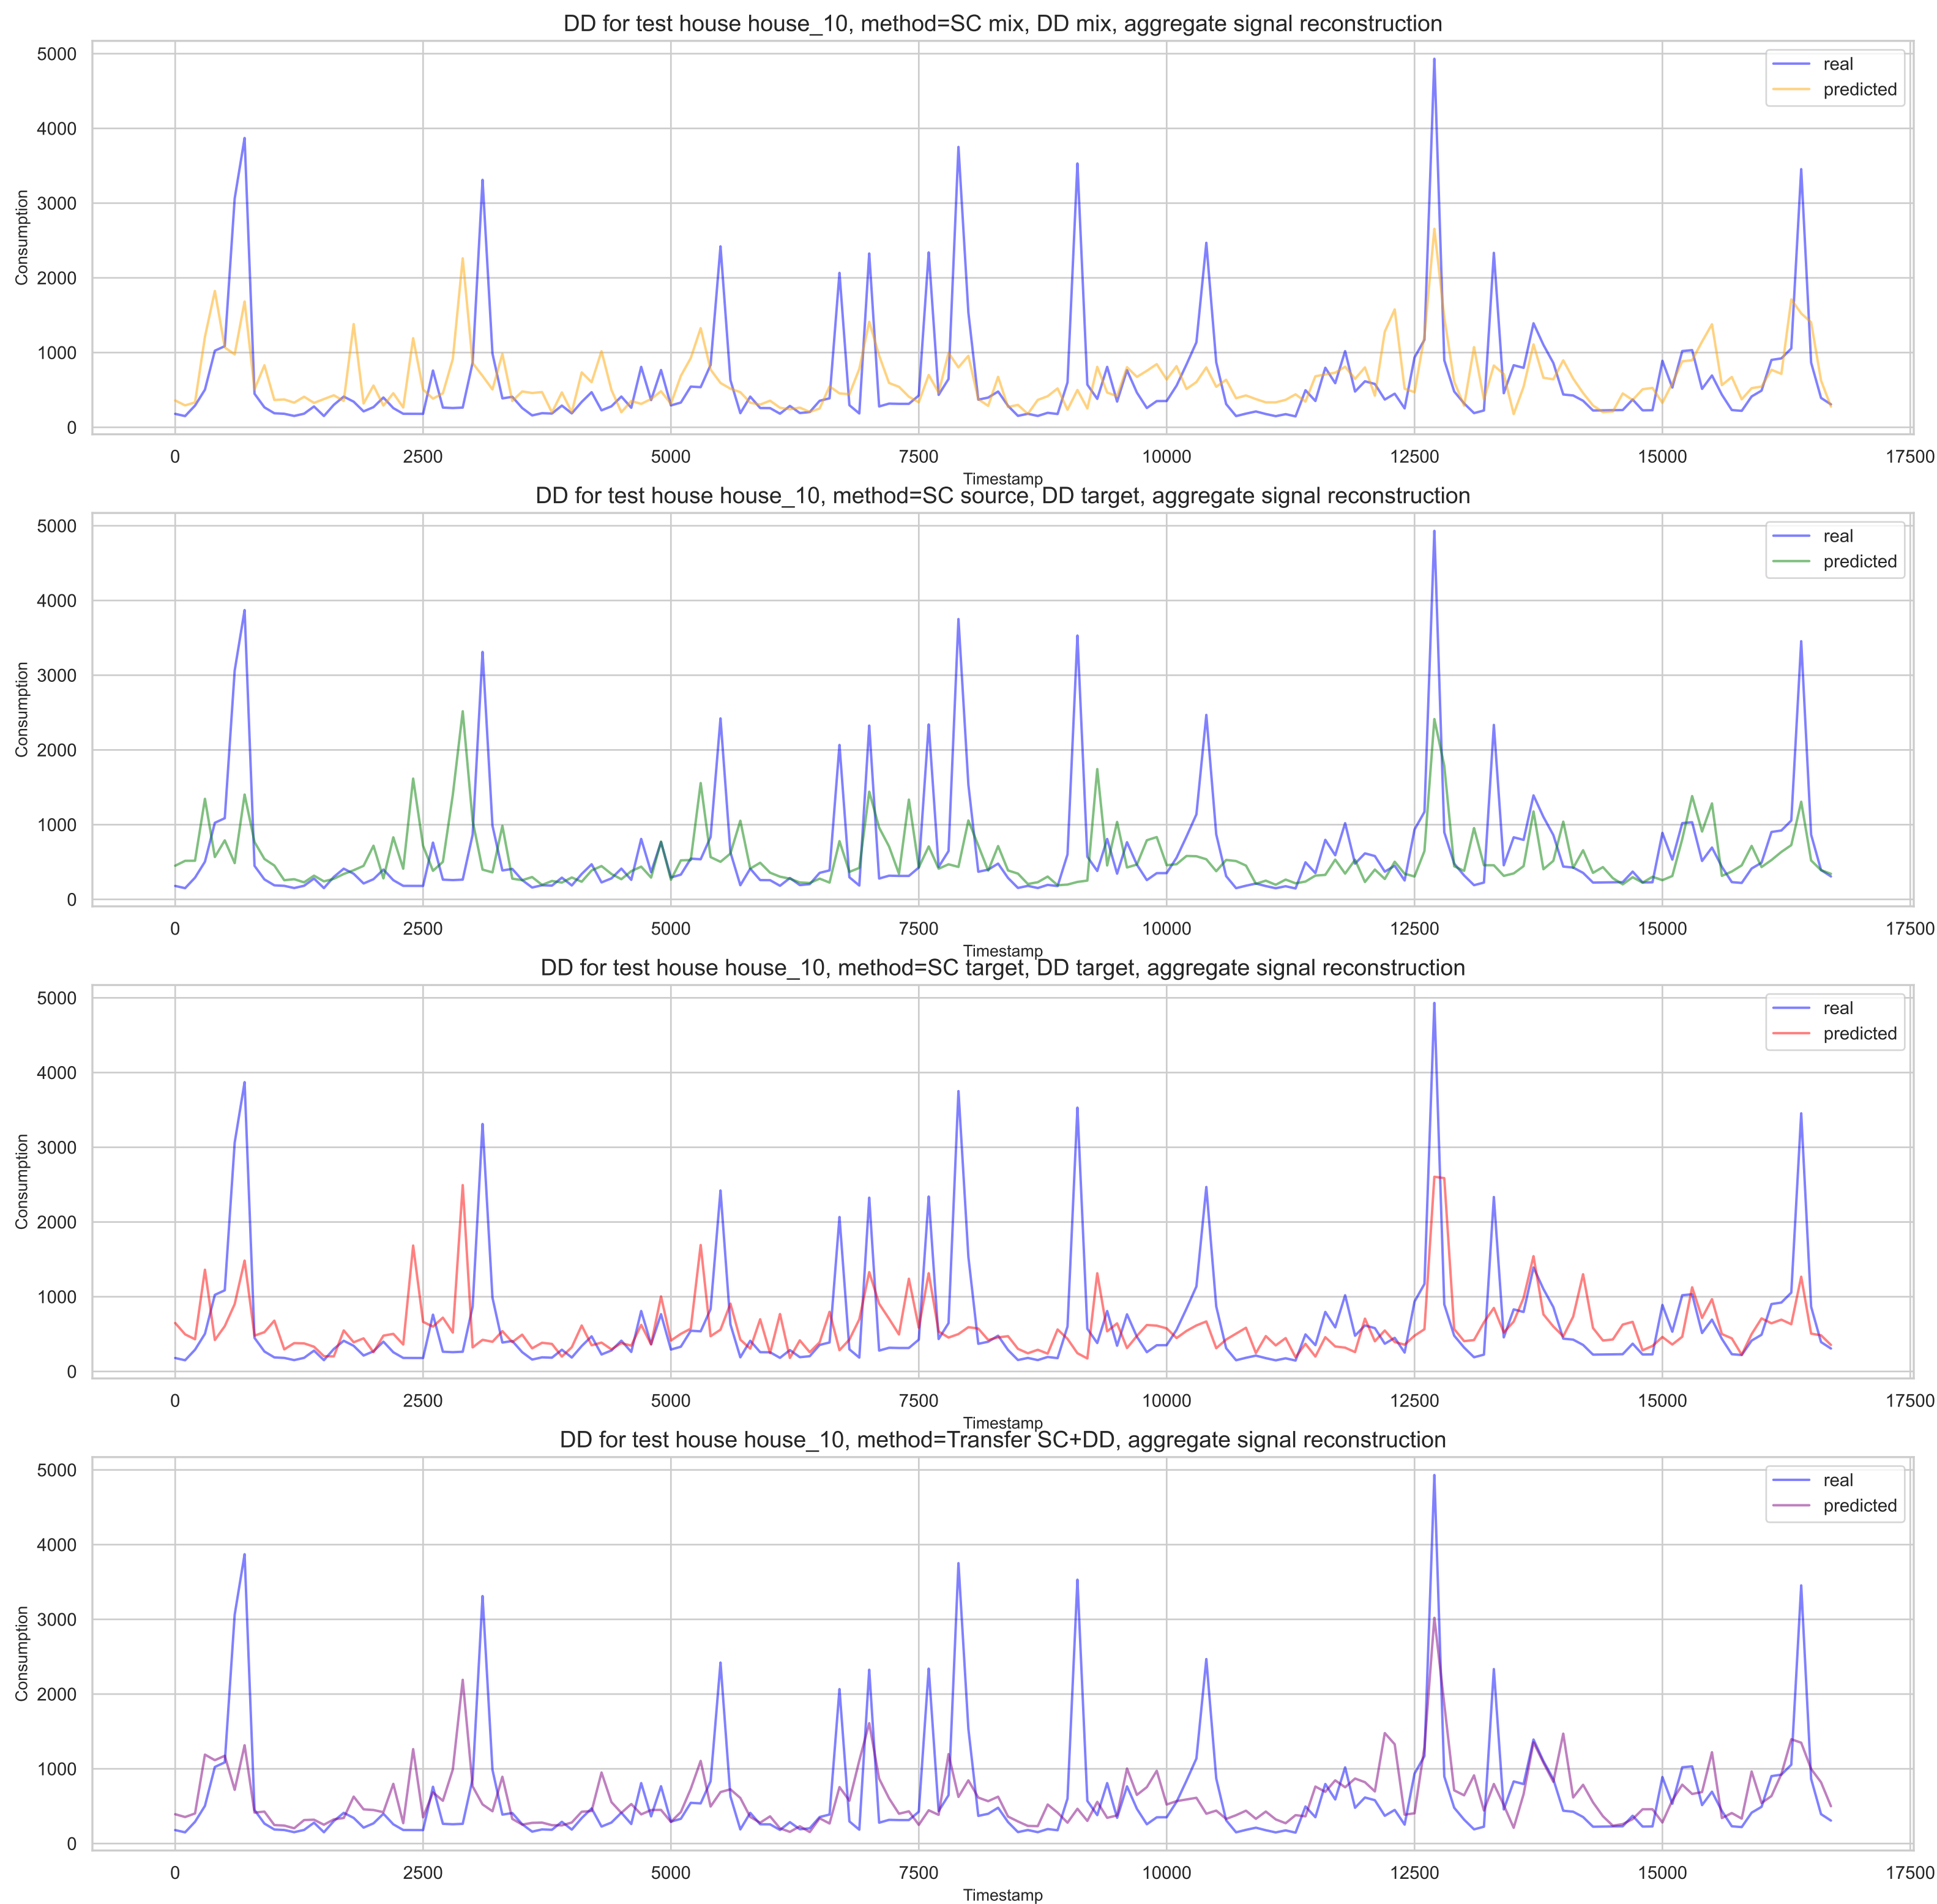 DD for test house house_10, method=SC mix, DD mix, aggregate signal reconstruction
5000
4000
3000
2000
1000
0
Consumption
real
predicted
0 2500 5000 7500 10000 12500 15000 17500
Timestamp
DD for test house house_10, method=SC source, DD target, aggregate signal reconstruction
5000
4000
3000
2000
1000
0
Consumption
real
predicted
0 2500 5000 7500 10000 12500 15000 17500
Timestamp
DD for test house house_10, method=SC target, DD target, aggregate signal reconstruction
5000
4000
3000
2000
1000
0
Consumption
real
predicted
0 2500 5000 7500 10000 12500 15000 17500
Timestamp
DD for test house house_10, method=Transfer SC+DD, aggregate signal reconstruction
5000
4000
3000
2000
1000
0
Consumption
real
predicted
0 2500 5000 7500 10000 12500 15000 17500
Timestamp